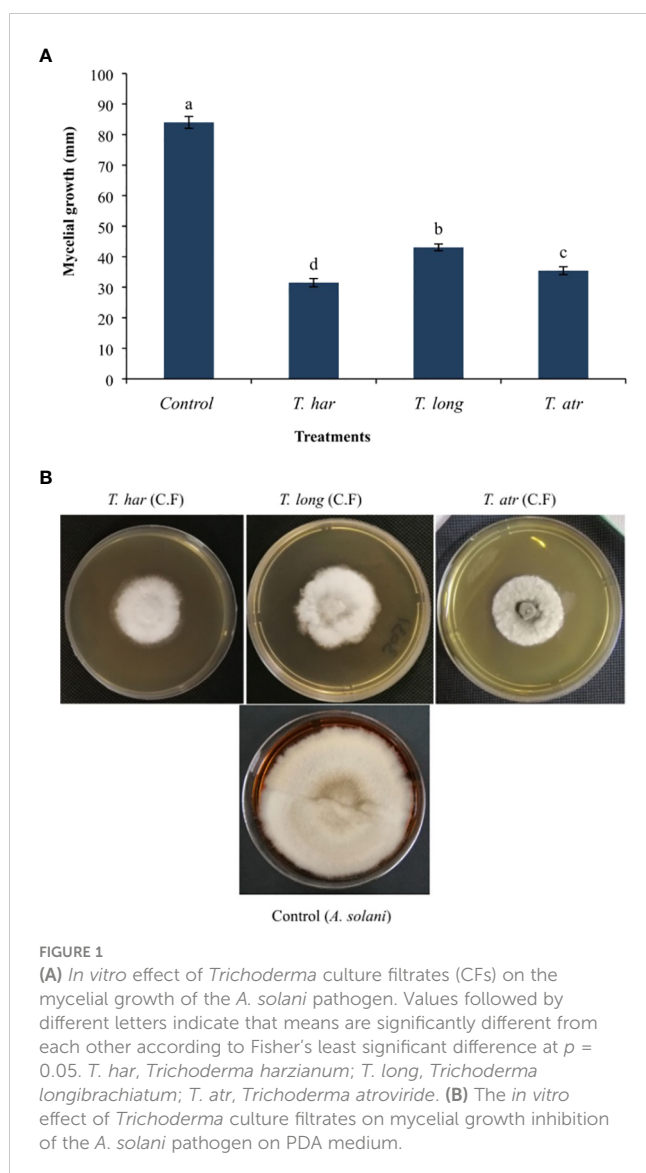 A
100
90
80
70
60
50
40
30
20
10
0
Mycelial growth (mm)
a
d
b
c
Control
T. har
T. long
T. atr
Treatments
B
T. har (C.F)
T. long (C.F)
T. atr (C.F)
Control (A. solani)
FIGURE 1
(A) In vitro effect of Trichoderma culture filtrates (CFs) on the
mycelial growth of the A. solani pathogen. Values followed by
different letters indicate that means are significantly different from
each other according to Fisher's least significant difference at p =
0.05. T. har, Trichoderma harzianum; T. long, Trichoderma
longibrachiatum; T. atr, Trichoderma atroviride. (B) The in vitro
effect of Trichoderma culture filtrates on mycelial growth inhibition
of the A. solani pathogen on PDA medium.